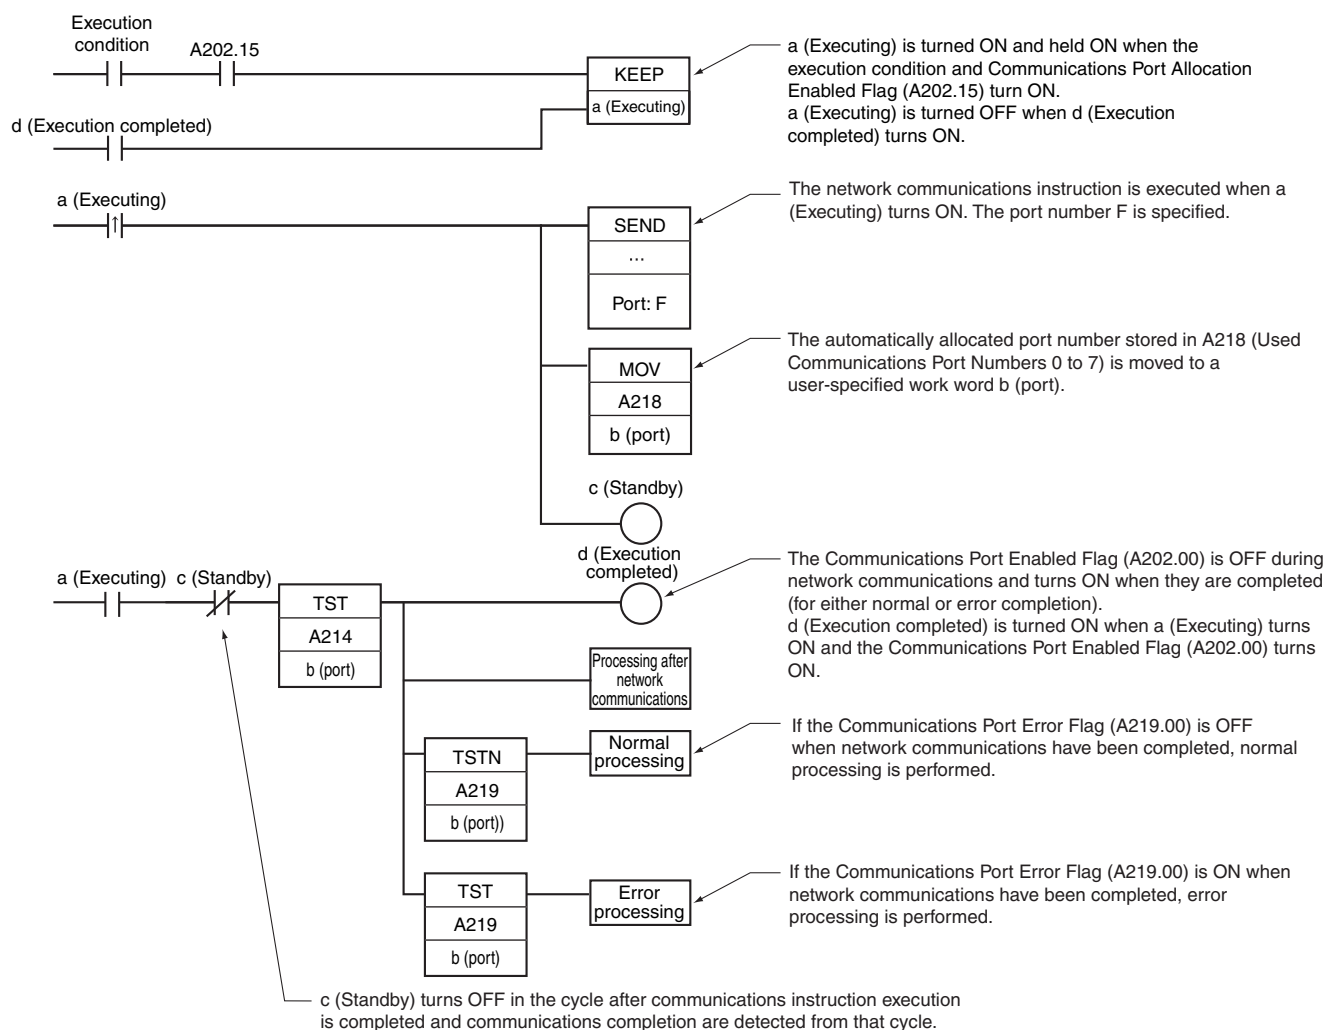 Execution
condition
A202.15
KEEP
a (Executing)
d (Execution completed)
a (Executing) is turned ON and held ON when the
execution condition and Communications Port Allocation
Enabled Flag (A202.15) turn ON.
a (Executing) is turned OFF when d (Execution
completed) turns ON.
a (Executing)
↑
SEND
...
Port: F
The network communications instruction is executed when a
(Executing) turns ON. The port number F is specified.
MOV
A218
b (port)
The automatically allocated port number stored in A218 (Used
Communications Port Numbers 0 to 7) is moved to a
user-specified work word b (port).
c (Standby)
d (Execution
completed)
a (Executing)
c (Standby)
TST
A214
b (port)
The Communications Port Enabled Flag (A202.00) is OFF during
network communications and turns ON when they are completed
(for either normal or error completion).
d (Execution completed) is turned ON when a (Executing) turns
ON and the Communications Port Enabled Flag (A202.00) turns
ON.
Processing after
network
communications
TSTN
A219
b (port))
Normal
processing
If the Communications Port Error Flag (A219.00) is OFF
when network communications have been completed, normal
processing is performed.
TST
A219
b (port)
Error
processing
If the Communications Port Error Flag (A219.00) is ON when
network communications have been completed, error
processing is performed.
c (Standby) turns OFF in the cycle after communications instruction execution
is completed and communications completion are detected from that cycle.